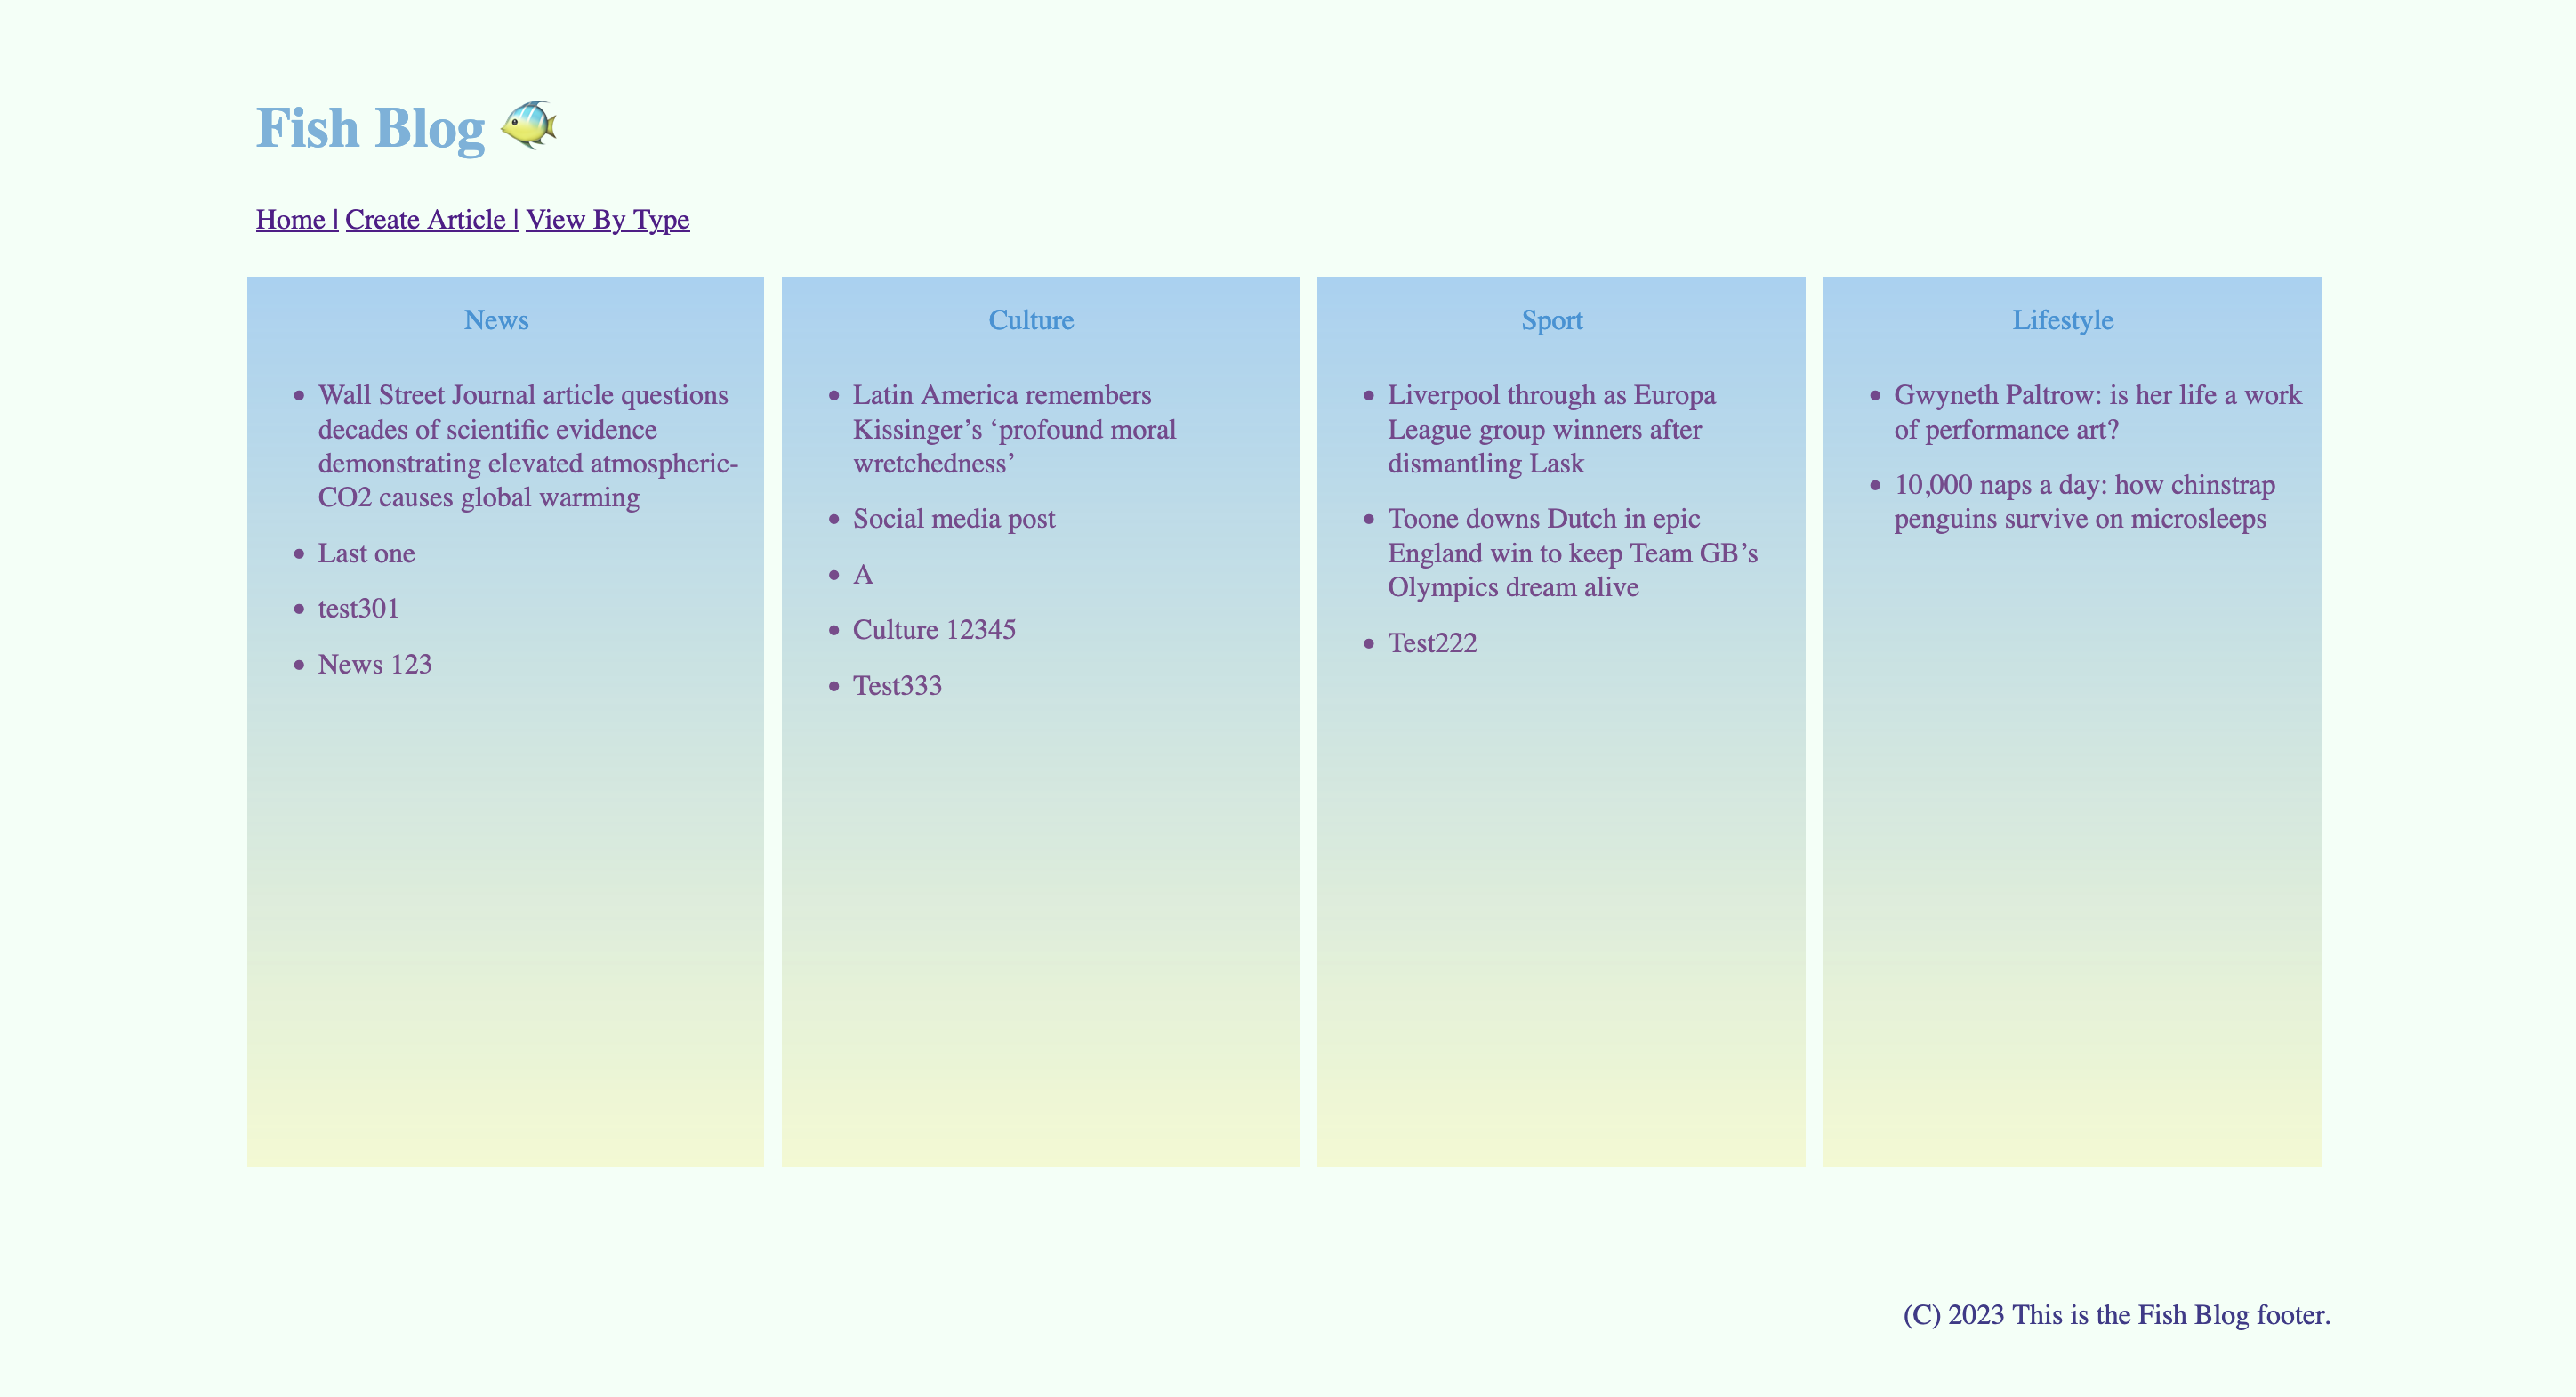 Fish Blog
Home | Create Article | View By Type
News
• Wall Street Journal article questions
decades of scientific evidence
demonstrating elevated atmospheric-
CO2 causes global warming
• Last one
• test301
• News 123
Culture
• Latin America remembers
Kissinger’s ‘profound moral
wretchedness’
• Social media post
• A
• Culture 12345
• Test333
Sport
• Liverpool through as Europa
League group winners after
dismantling Lask
• Toone downs Dutch in epic
England win to keep Team GB’s
Olympics dream alive
• Test222
Lifestyle
• Gwyneth Paltrow: is her life a work
of performance art?
• 10,000 naps a day: how chinstrap
penguins survive on microsleeps
(C) 2023 This is the Fish Blog footer.